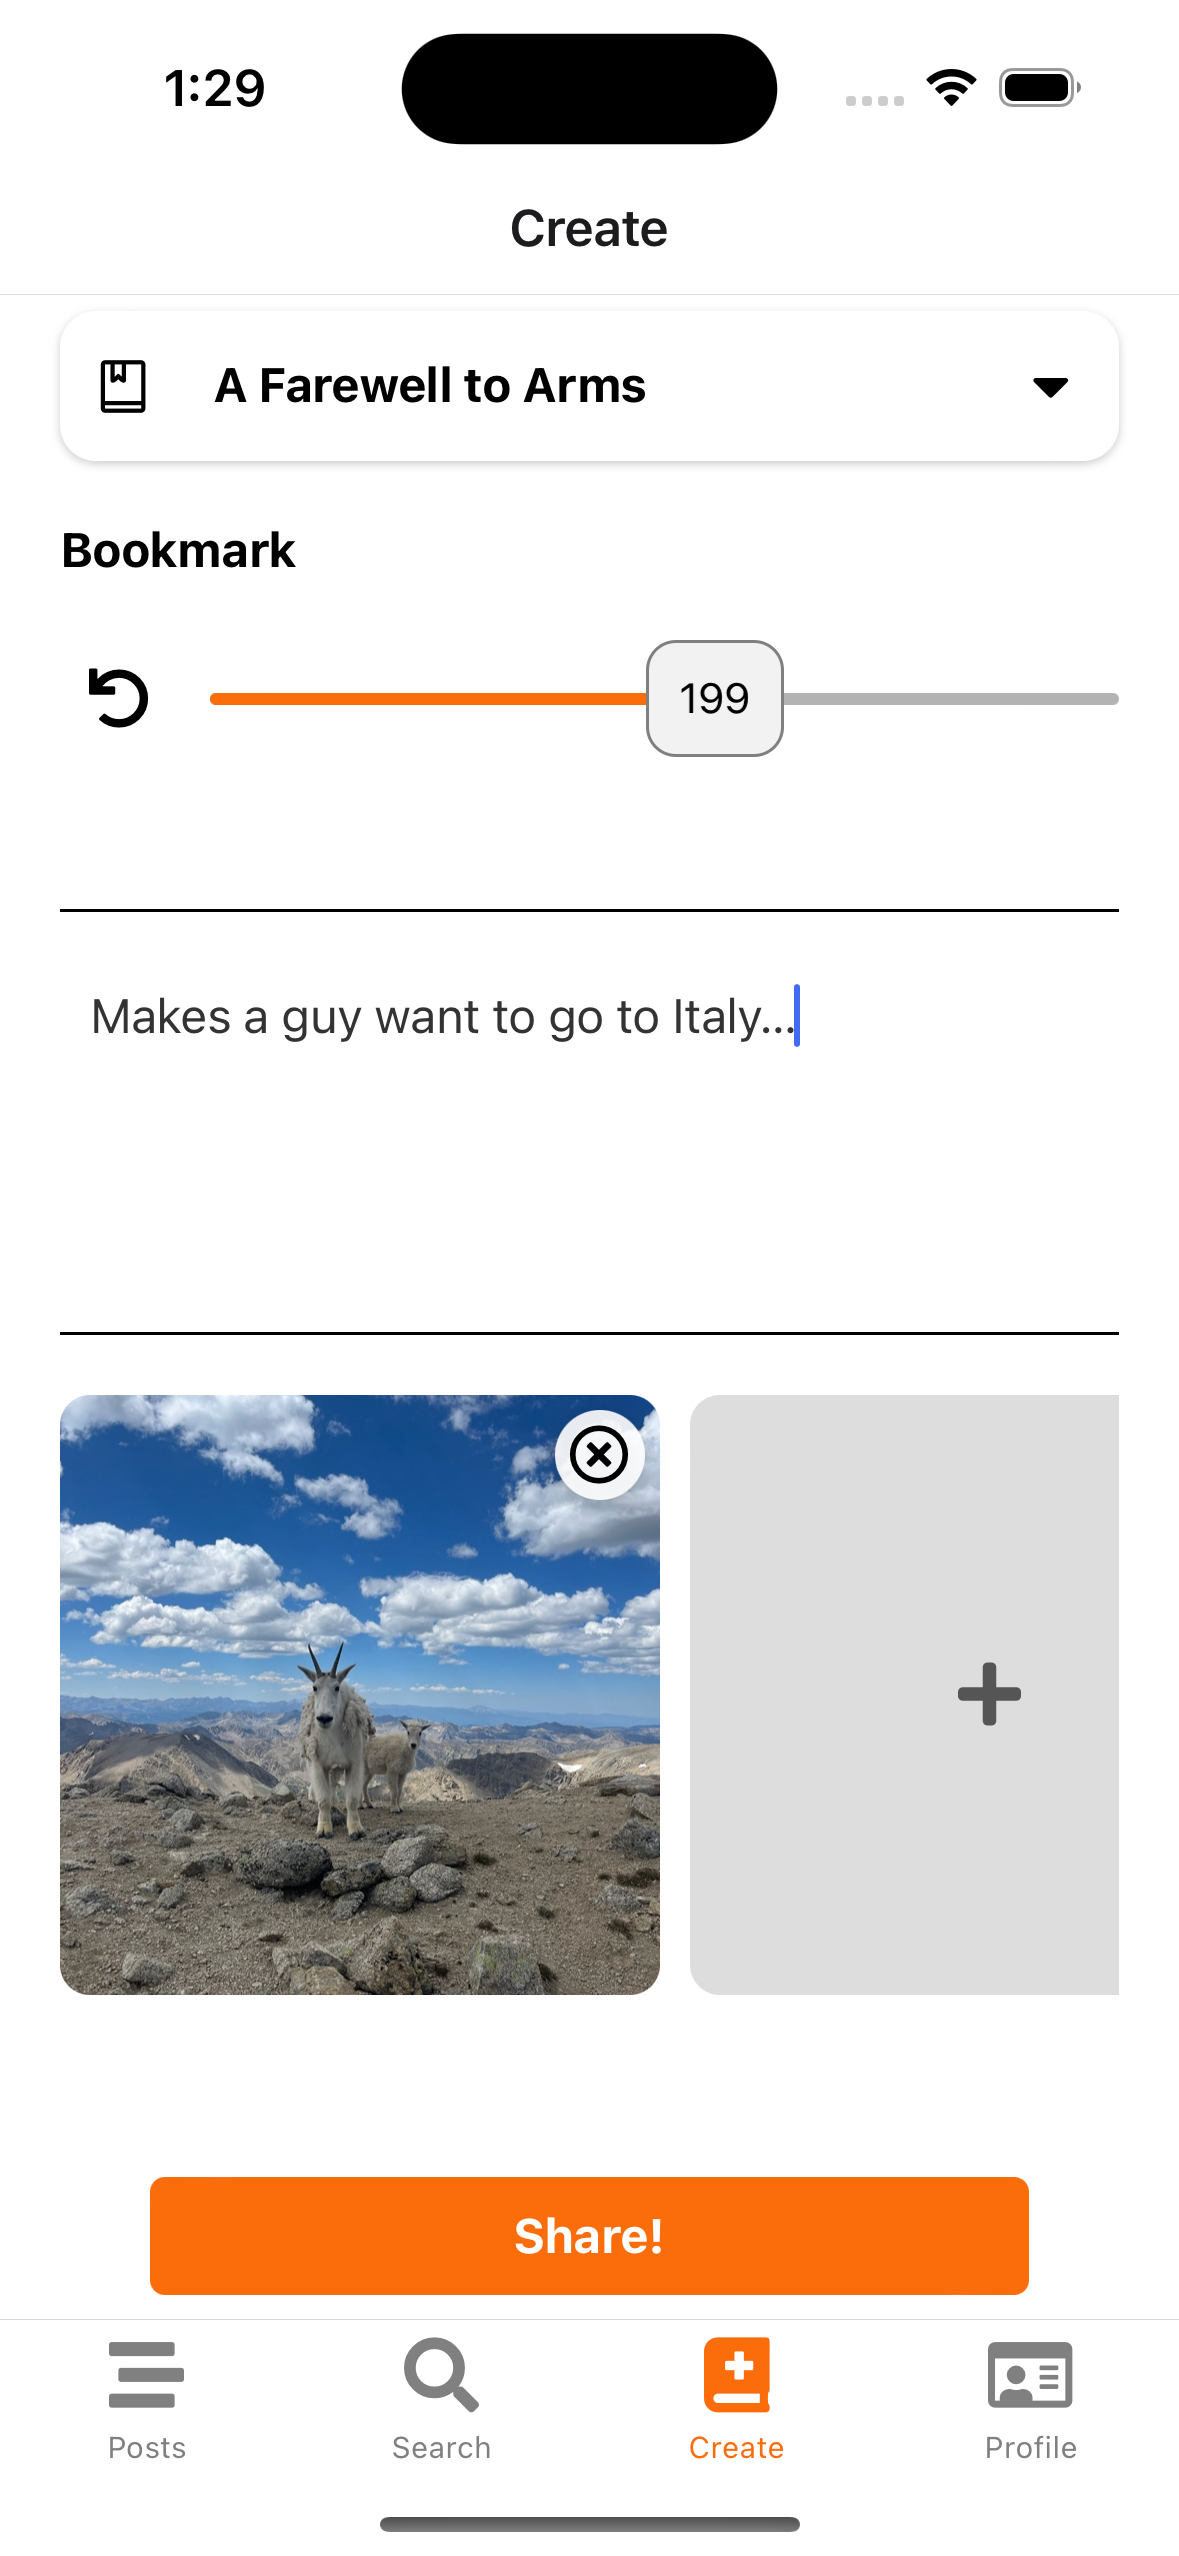 1:29
Create
A Farewell to Arms
Bookmark
199
Makes a guy want to go to Italy...
Share!
Posts
Search
Create
Profile